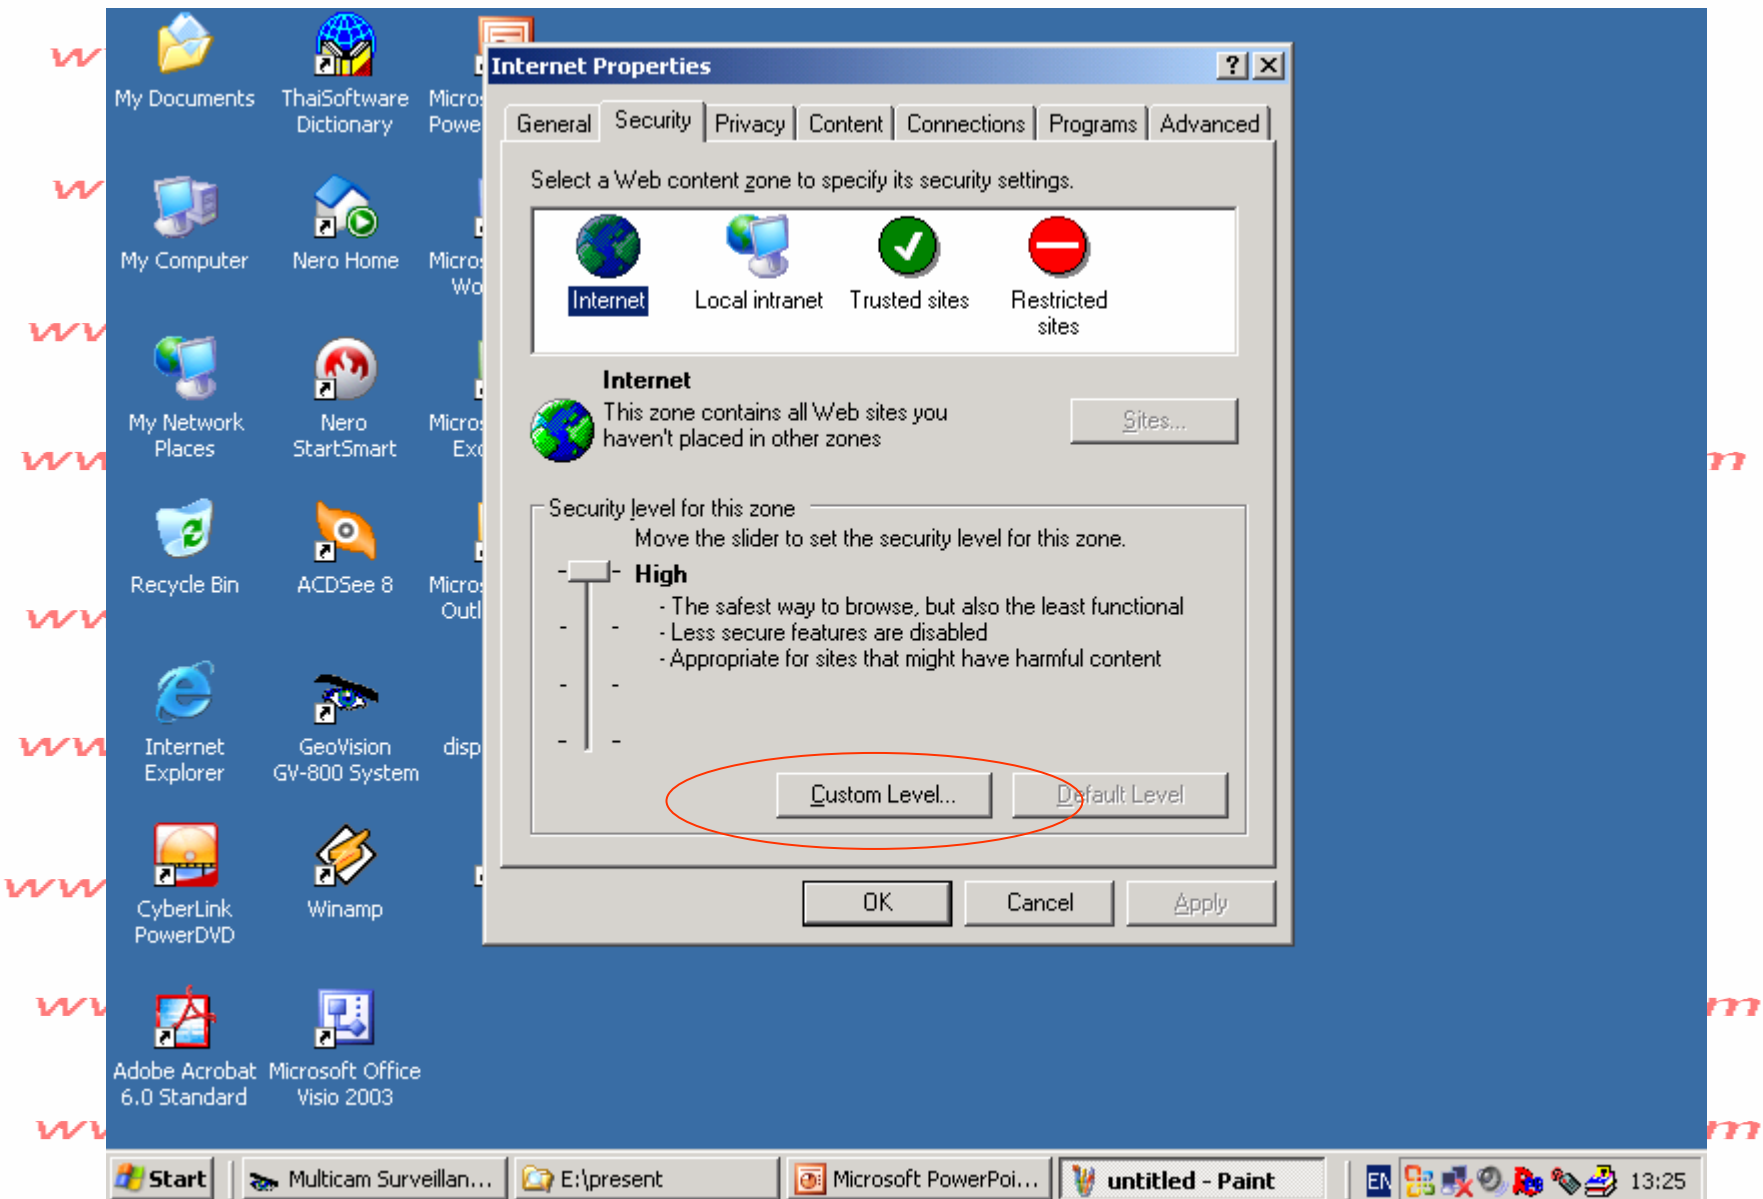 My Documents
ThaiSoftware
Dictionary
My Computer
Nero Home
My Network
Places
Nero
StartSmart
Recycle Bin
ACDSee 8
Internet
Explorer
GeoVision
GV-800 System
CyberLink
PowerDVD
Winamp
Adobe Acrobat
6.0 Standard
Microsoft Office
Visio 2003
Internet Properties
General Security Privacy Content Connections Programs Advanced
Select a Web content zone to specify its security settings.
Internet
Local intranet
Trusted sites
Restricted
sites
Internet
This zone contains all Web sites you
haven't placed in other zones
Sites...
Security level for this zone
Move the slider to set the security level for this zone.
High
- The safest way to browse, but also the least functional
- Less secure features are disabled
- Appropriate for sites that might have harmful content
Custom Level...
Default Level
OK
Cancel
Apply
Start
Multicam Surveillan...
E:\present
Microsoft PowerPoi...
untitled - Paint
EN
13:25